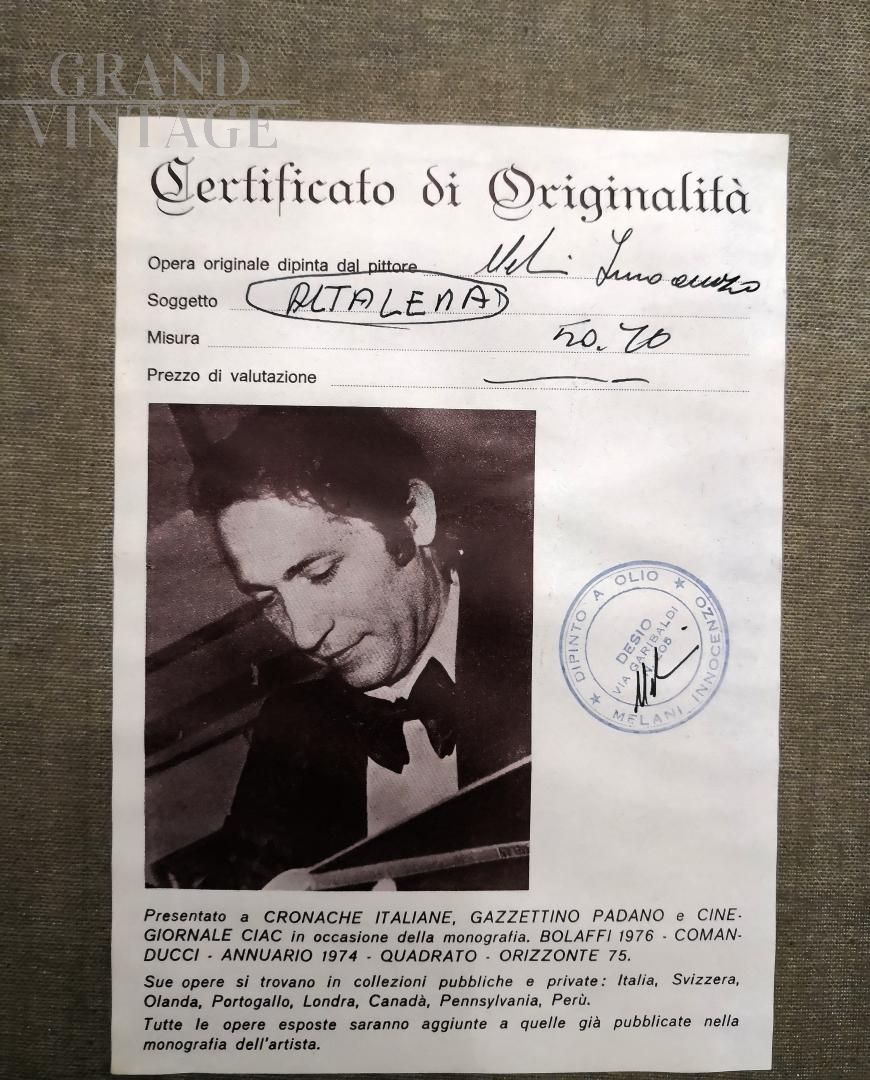 GRAND
VINTAGE
Certificato di Originalità
Opera originale dipinta dal pittore Melani Innocenzo
Soggetto ALTALENA
Misura 50.70
Prezzo di valutazione
DIPINTO A OLIO
DESIO
VIA GARIBALDI
MELANI INNOCENZO
Presentato a CRONACHE ITALIANE, GAZZETTINO PADANO e CINE-
GIORNALE CIAC in occasione della monografia. BOLAFFI 1976 - COMAN-
DUCCI - ANNUARIO 1974 - QUADRATO - ORIZZONTE 75.
Sue opere si trovano in collezioni pubbliche e private: Italia, Svizzera,
Olanda, Portogallo, Londra, Canadà, Pennsylvania, Perù.
Tutte le opere esposte saranno aggiunte a quelle già pubblicate nella
monografia dell'artista.